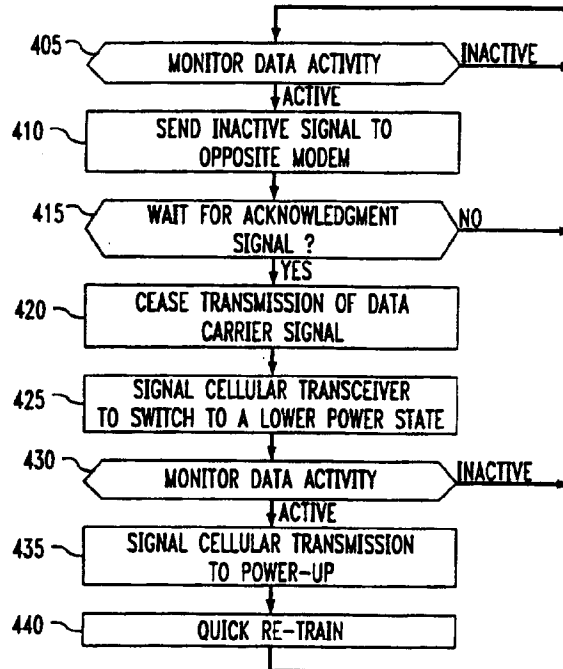 405
MONITOR DATA ACTIVITY
INACTIVE
ACTIVE
410
SEND INACTIVE SIGNAL TO
OPPOSITE MODEM
415
WAIT FOR ACKNOWLEDGMENT
SIGNAL ?
NO
YES
420
CEASE TRANSMISSION OF DATA
CARRIER SIGNAL
425
SIGNAL CELLULAR TRANSCEIVER
TO SWITCH TO A LOWER POWER STATE
430
MONITOR DATA ACTIVITY
INACTIVE
ACTIVE
435
SIGNAL CELLULAR TRANSMISSION
TO POWER-UP
440
QUICK RE-TRAIN